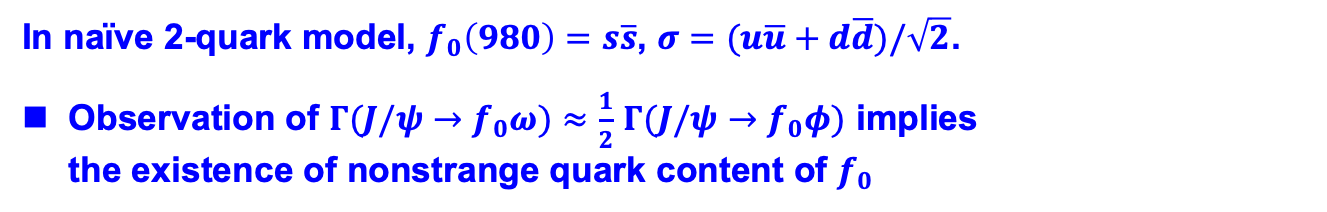 In naïve 2-quark model, f₀(980) = ss̅, σ = (uu̅ + dd̅)/√2.
■ Observation of Γ(J/ψ → f₀ω) ≈ ½ Γ(J/ψ → f₀ϕ) implies
the existence of nonstrange quark content of f₀